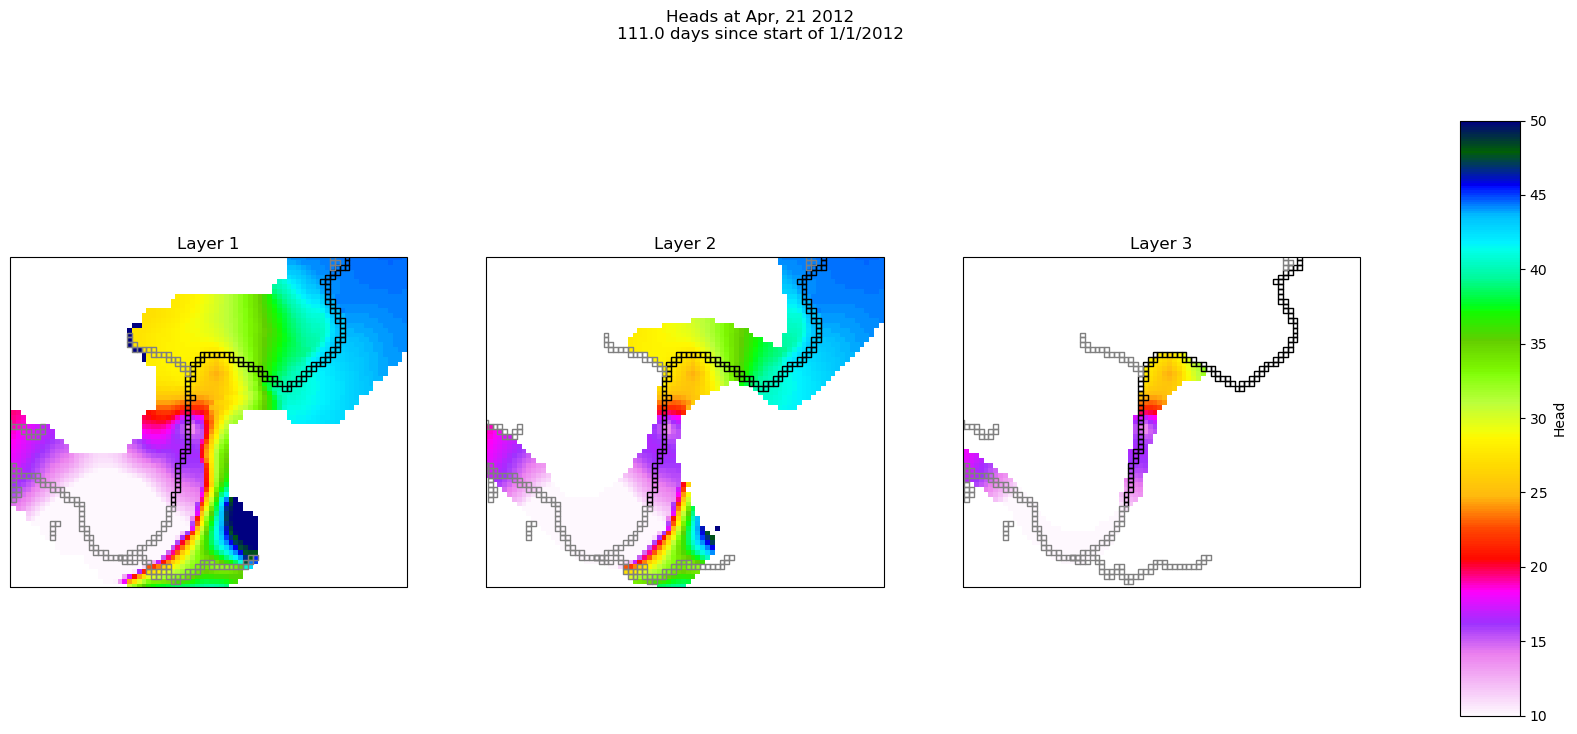 Heads at Apr, 21 2012
111.0 days since start of 1/1/2012
Layer 1
Layer 2
Layer 3
50
45
40
35
30
25
20
15
10
Head